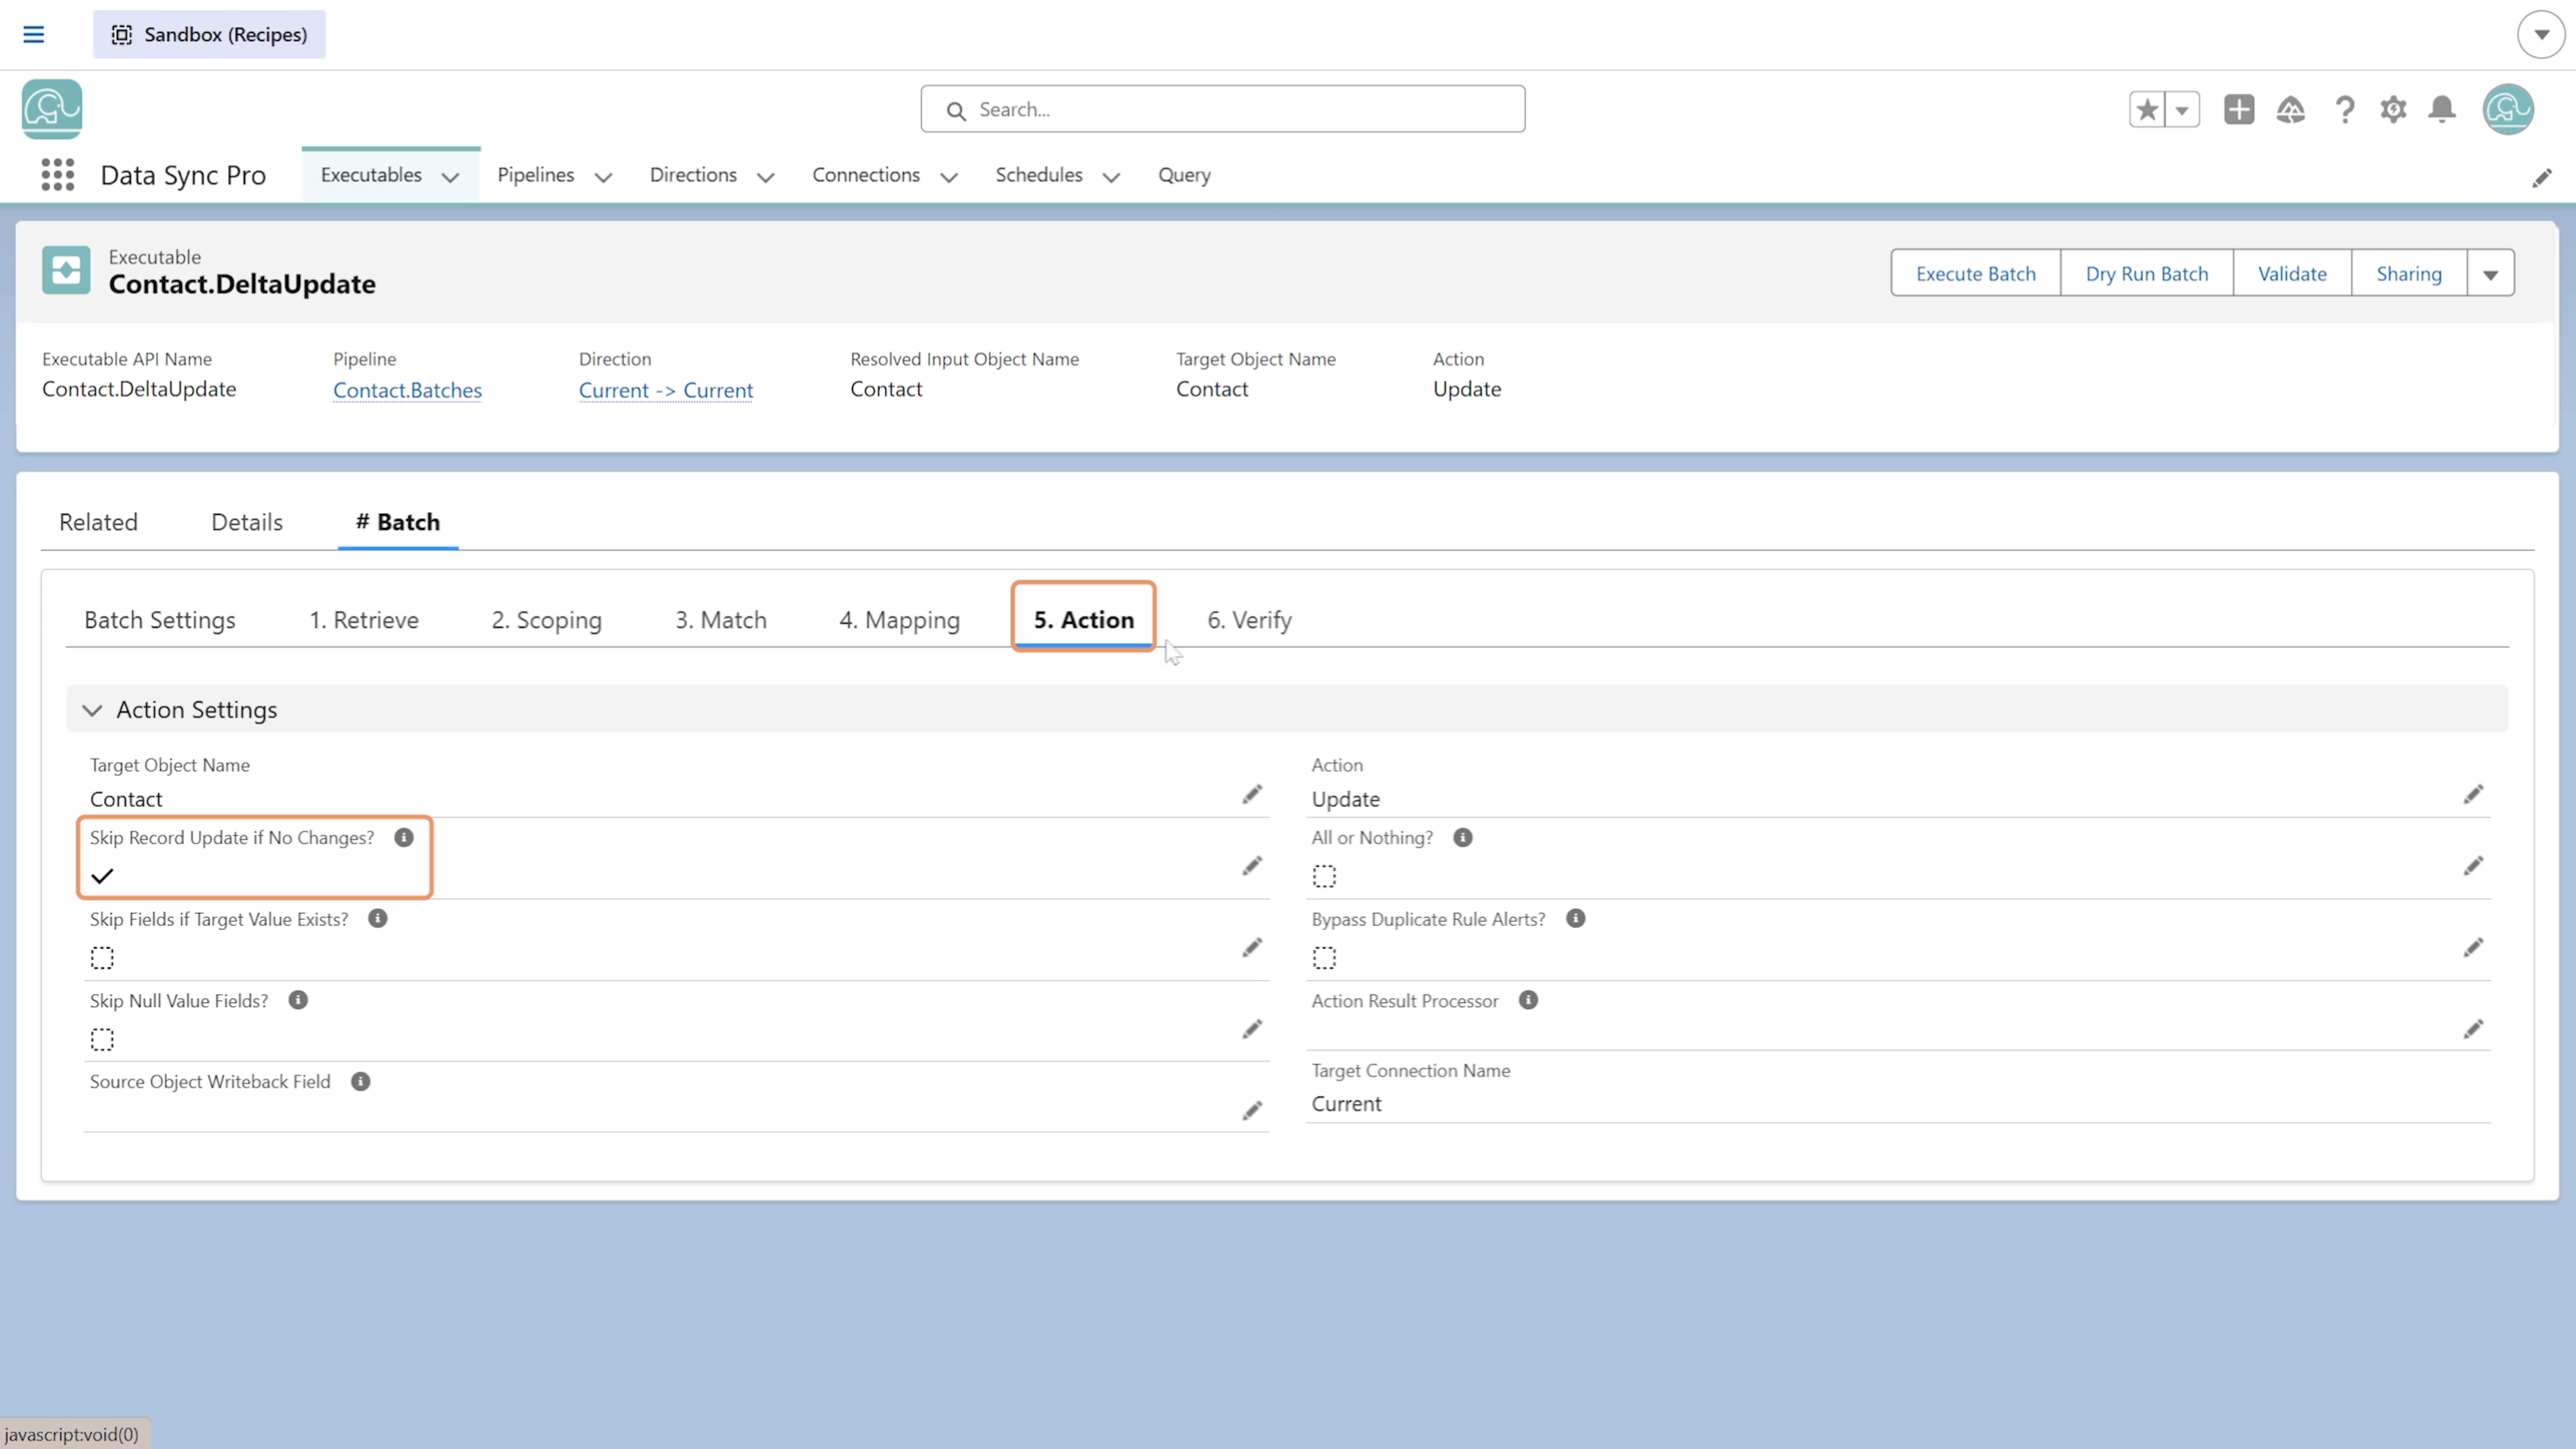 Sandbox (Recipes)
Search...
Data Sync Pro
Executables
Pipelines
Directions
Connections
Schedules
Query
Executable
Contact.DeltaUpdate
Execute Batch
Dry Run Batch
Validate
Sharing
Executable API Name
Contact.DeltaUpdate
Pipeline
Contact.Batches
Direction
Current -> Current
Resolved Input Object Name
Contact
Target Object Name
Contact
Action
Update
Related
Details
# Batch
Batch Settings
1. Retrieve
2. Scoping
3. Match
4. Mapping
5. Action
6. Verify
Action Settings
Target Object Name
Contact
Action
Update
Skip Record Update if No Changes?
All or Nothing?
Skip Fields if Target Value Exists?
Bypass Duplicate Rule Alerts?
Skip Null Value Fields?
Action Result Processor
Source Object Writeback Field
Target Connection Name
Current
javascript:void(0)